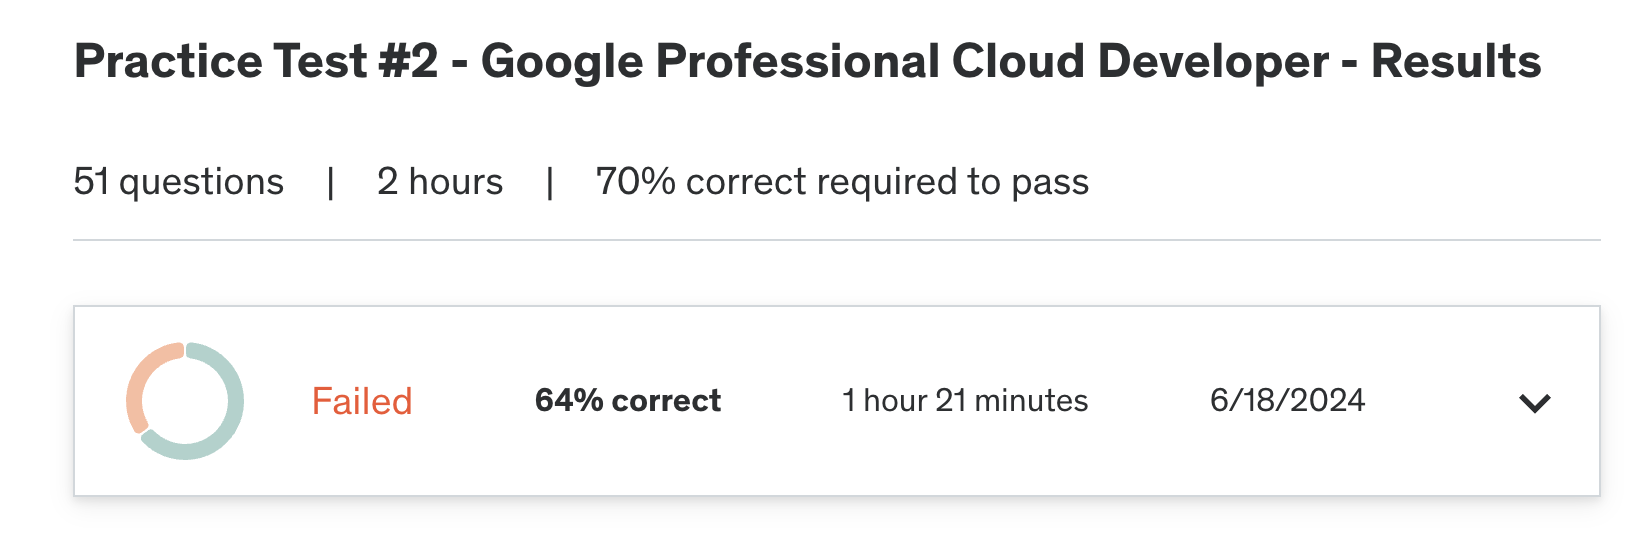 Practice Test #2 - Google Professional Cloud Developer - Results
51 questions | 2 hours | 70% correct required to pass
Failed 64% correct 1 hour 21 minutes 6/18/2024